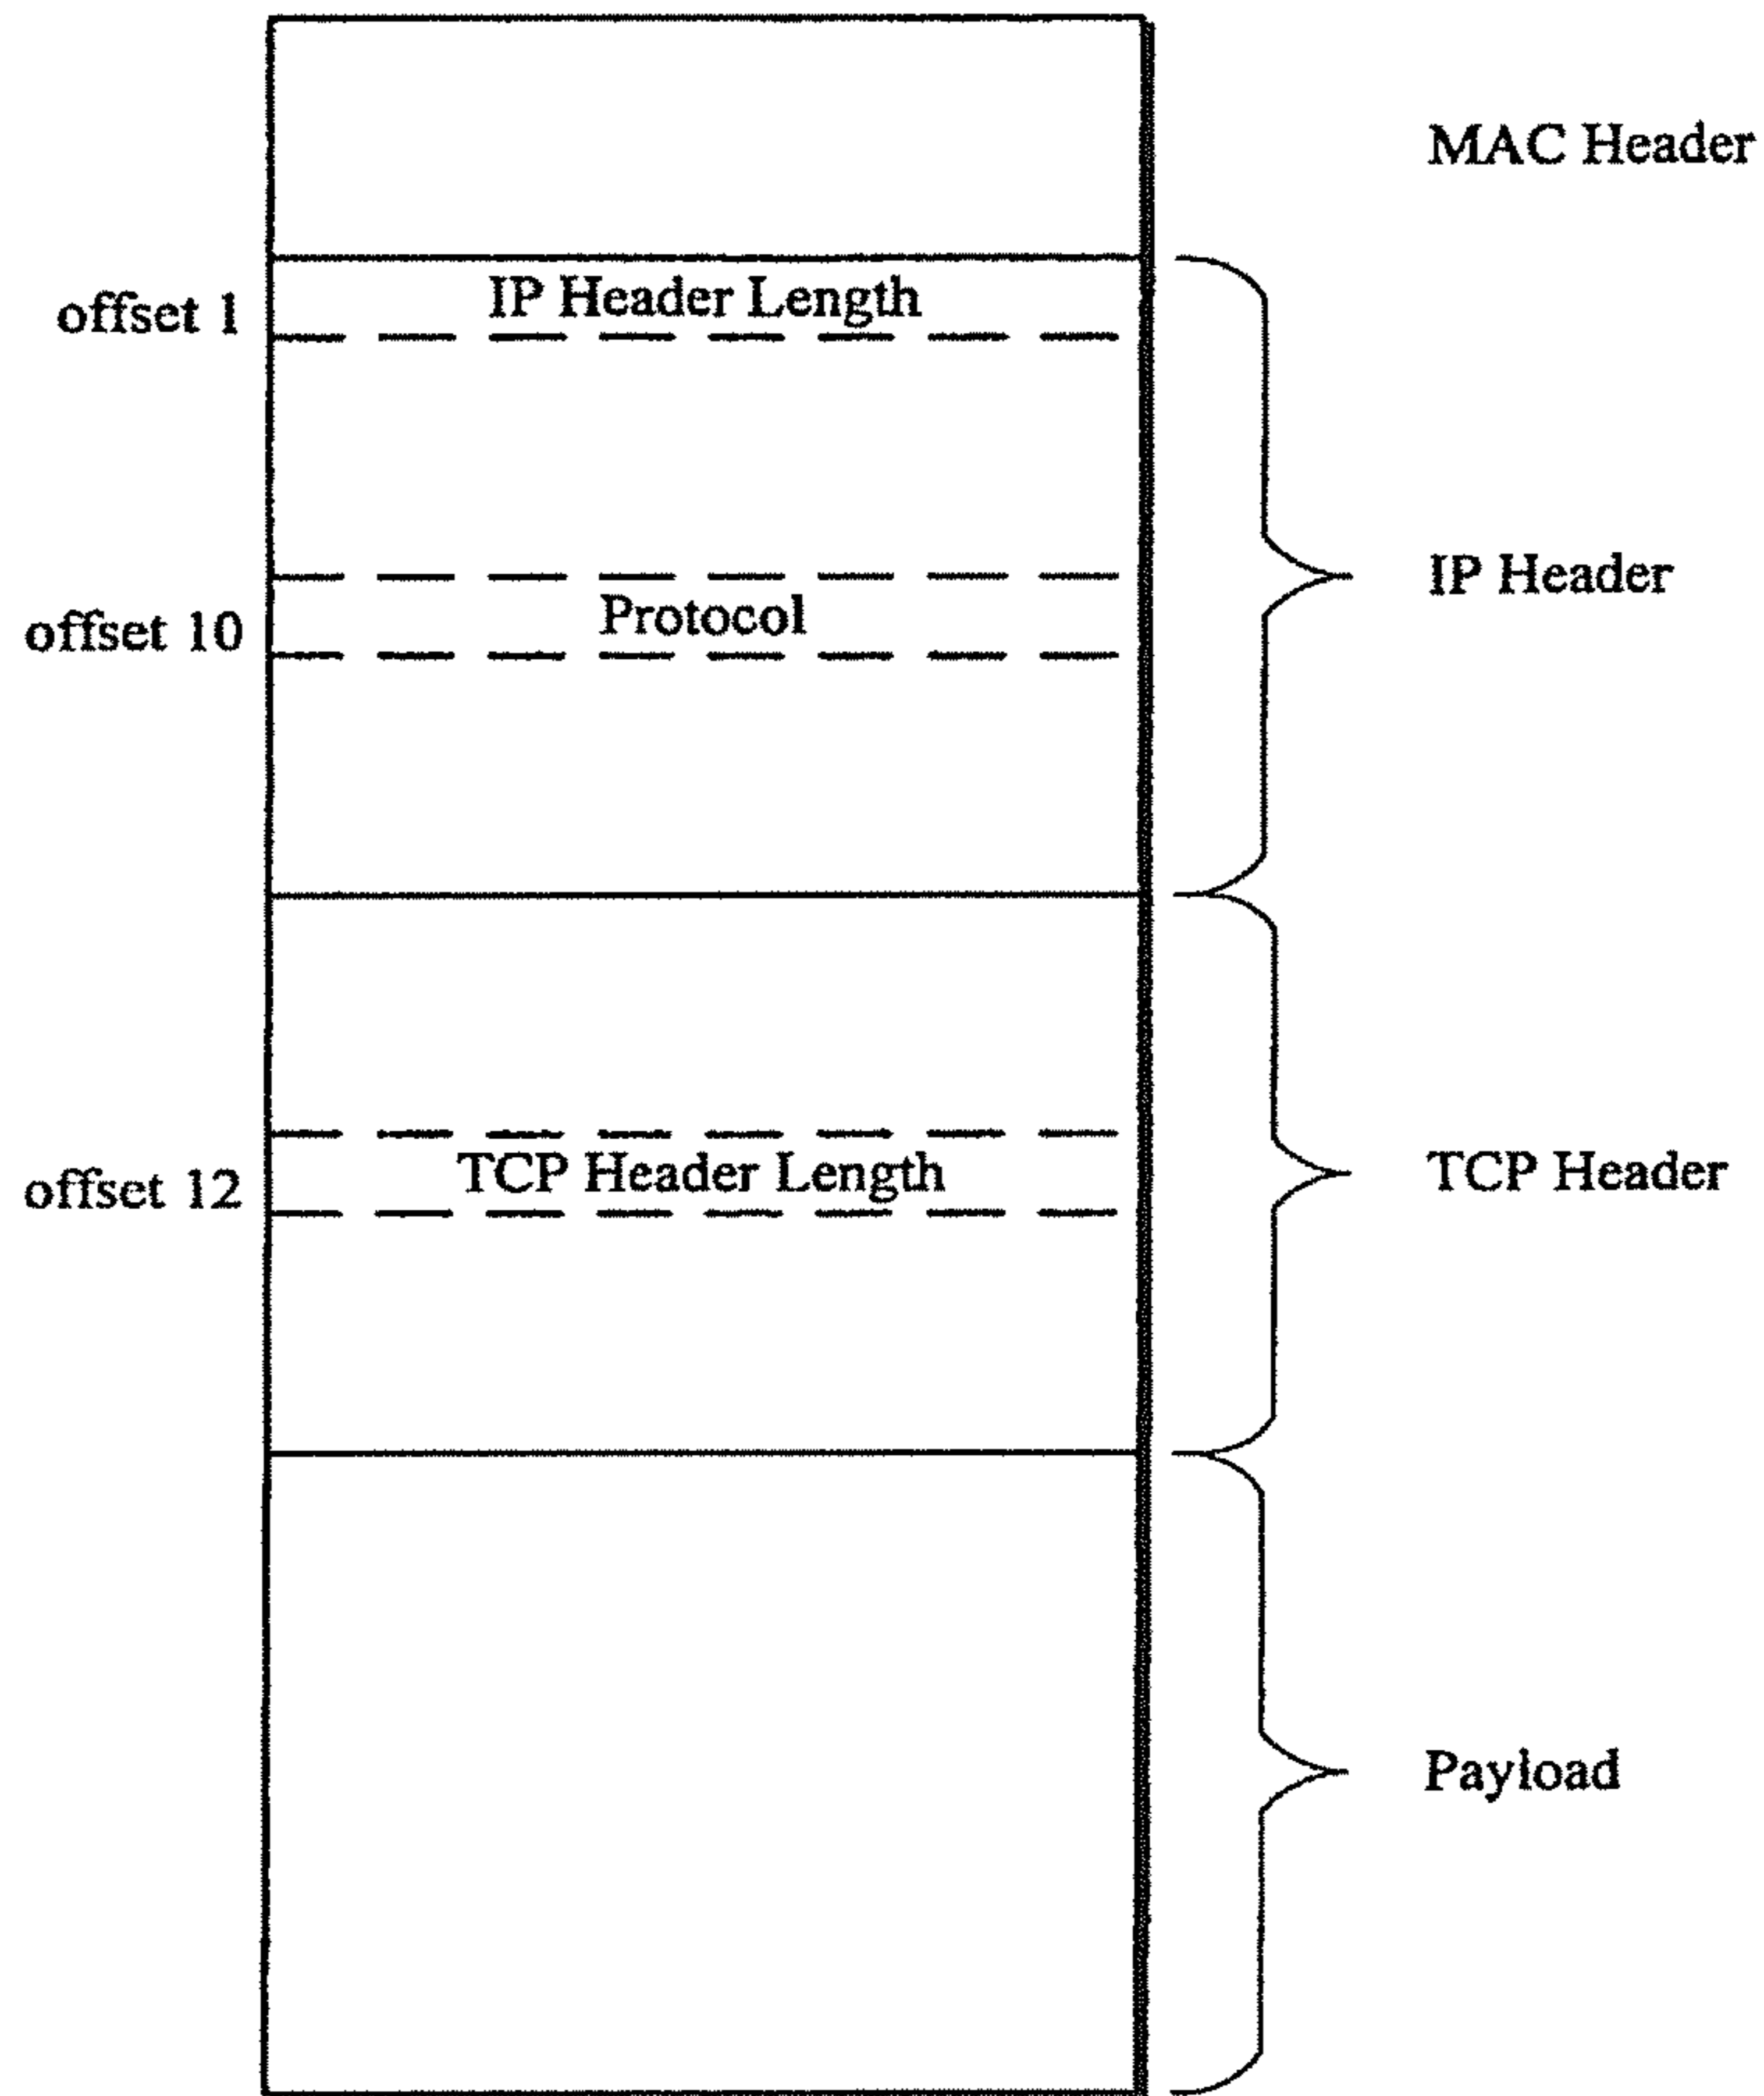 MAC Header
IP Header Length
offset 1
IP Header
Protocol
offset 10
TCP Header Length
offset 12
TCP Header
Payload